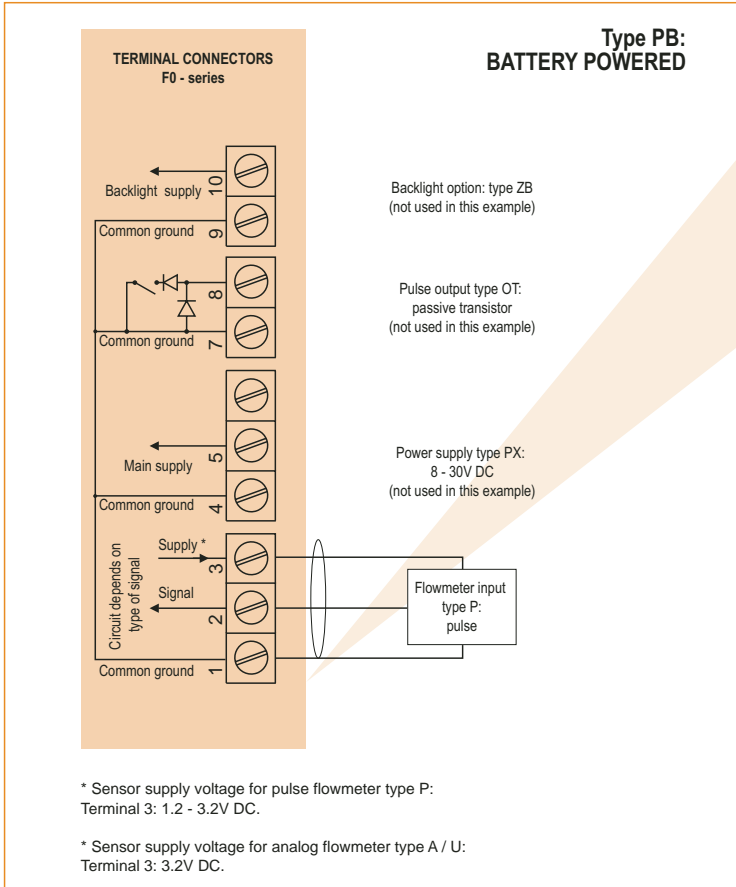 Type PB:
BATTERY POWERED
TERMINAL CONNECTORS
F0 - series
10
Backlight supply
Backlight option: type ZB
(not used in this example)
Common ground
9
8
Pulse output type OT:
passive transistor
(not used in this example)
Common ground
7
5
Main supply
Power supply type PX:
8 - 30V DC
(not used in this example)
Common ground
4
Circuit depends on
type of signal
Supply *
3
Signal
2
Flowmeter input
type P:
pulse
Common ground
1
* Sensor supply voltage for pulse flowmeter type P:
Terminal 3: 1.2 - 3.2V DC.
* Sensor supply voltage for analog flowmeter type A / U:
Terminal 3: 3.2V DC.